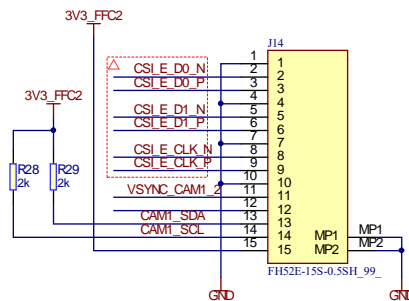 3V3_FFC2
J14
3V3_FFC2
1 1
CSI_E_D0_N 2 2
CSI_E_D0_P 3 3
4 4
CSI_E_D1_N 5 5
CSI_E_D1_P 6 6
7 7
CSI_E_CLK_N 8 8
CSI_E_CLK_P 9 9
10 10
R28 2k
R29 2k
VSYNC_CAM1_2 11 11
12 12
CAM1_SDA 13 13
CAM1_SCL 14 14 MP1 MP1
15 15 MP2 MP2
FH52E-15S-0.5SH_99_
GND GND